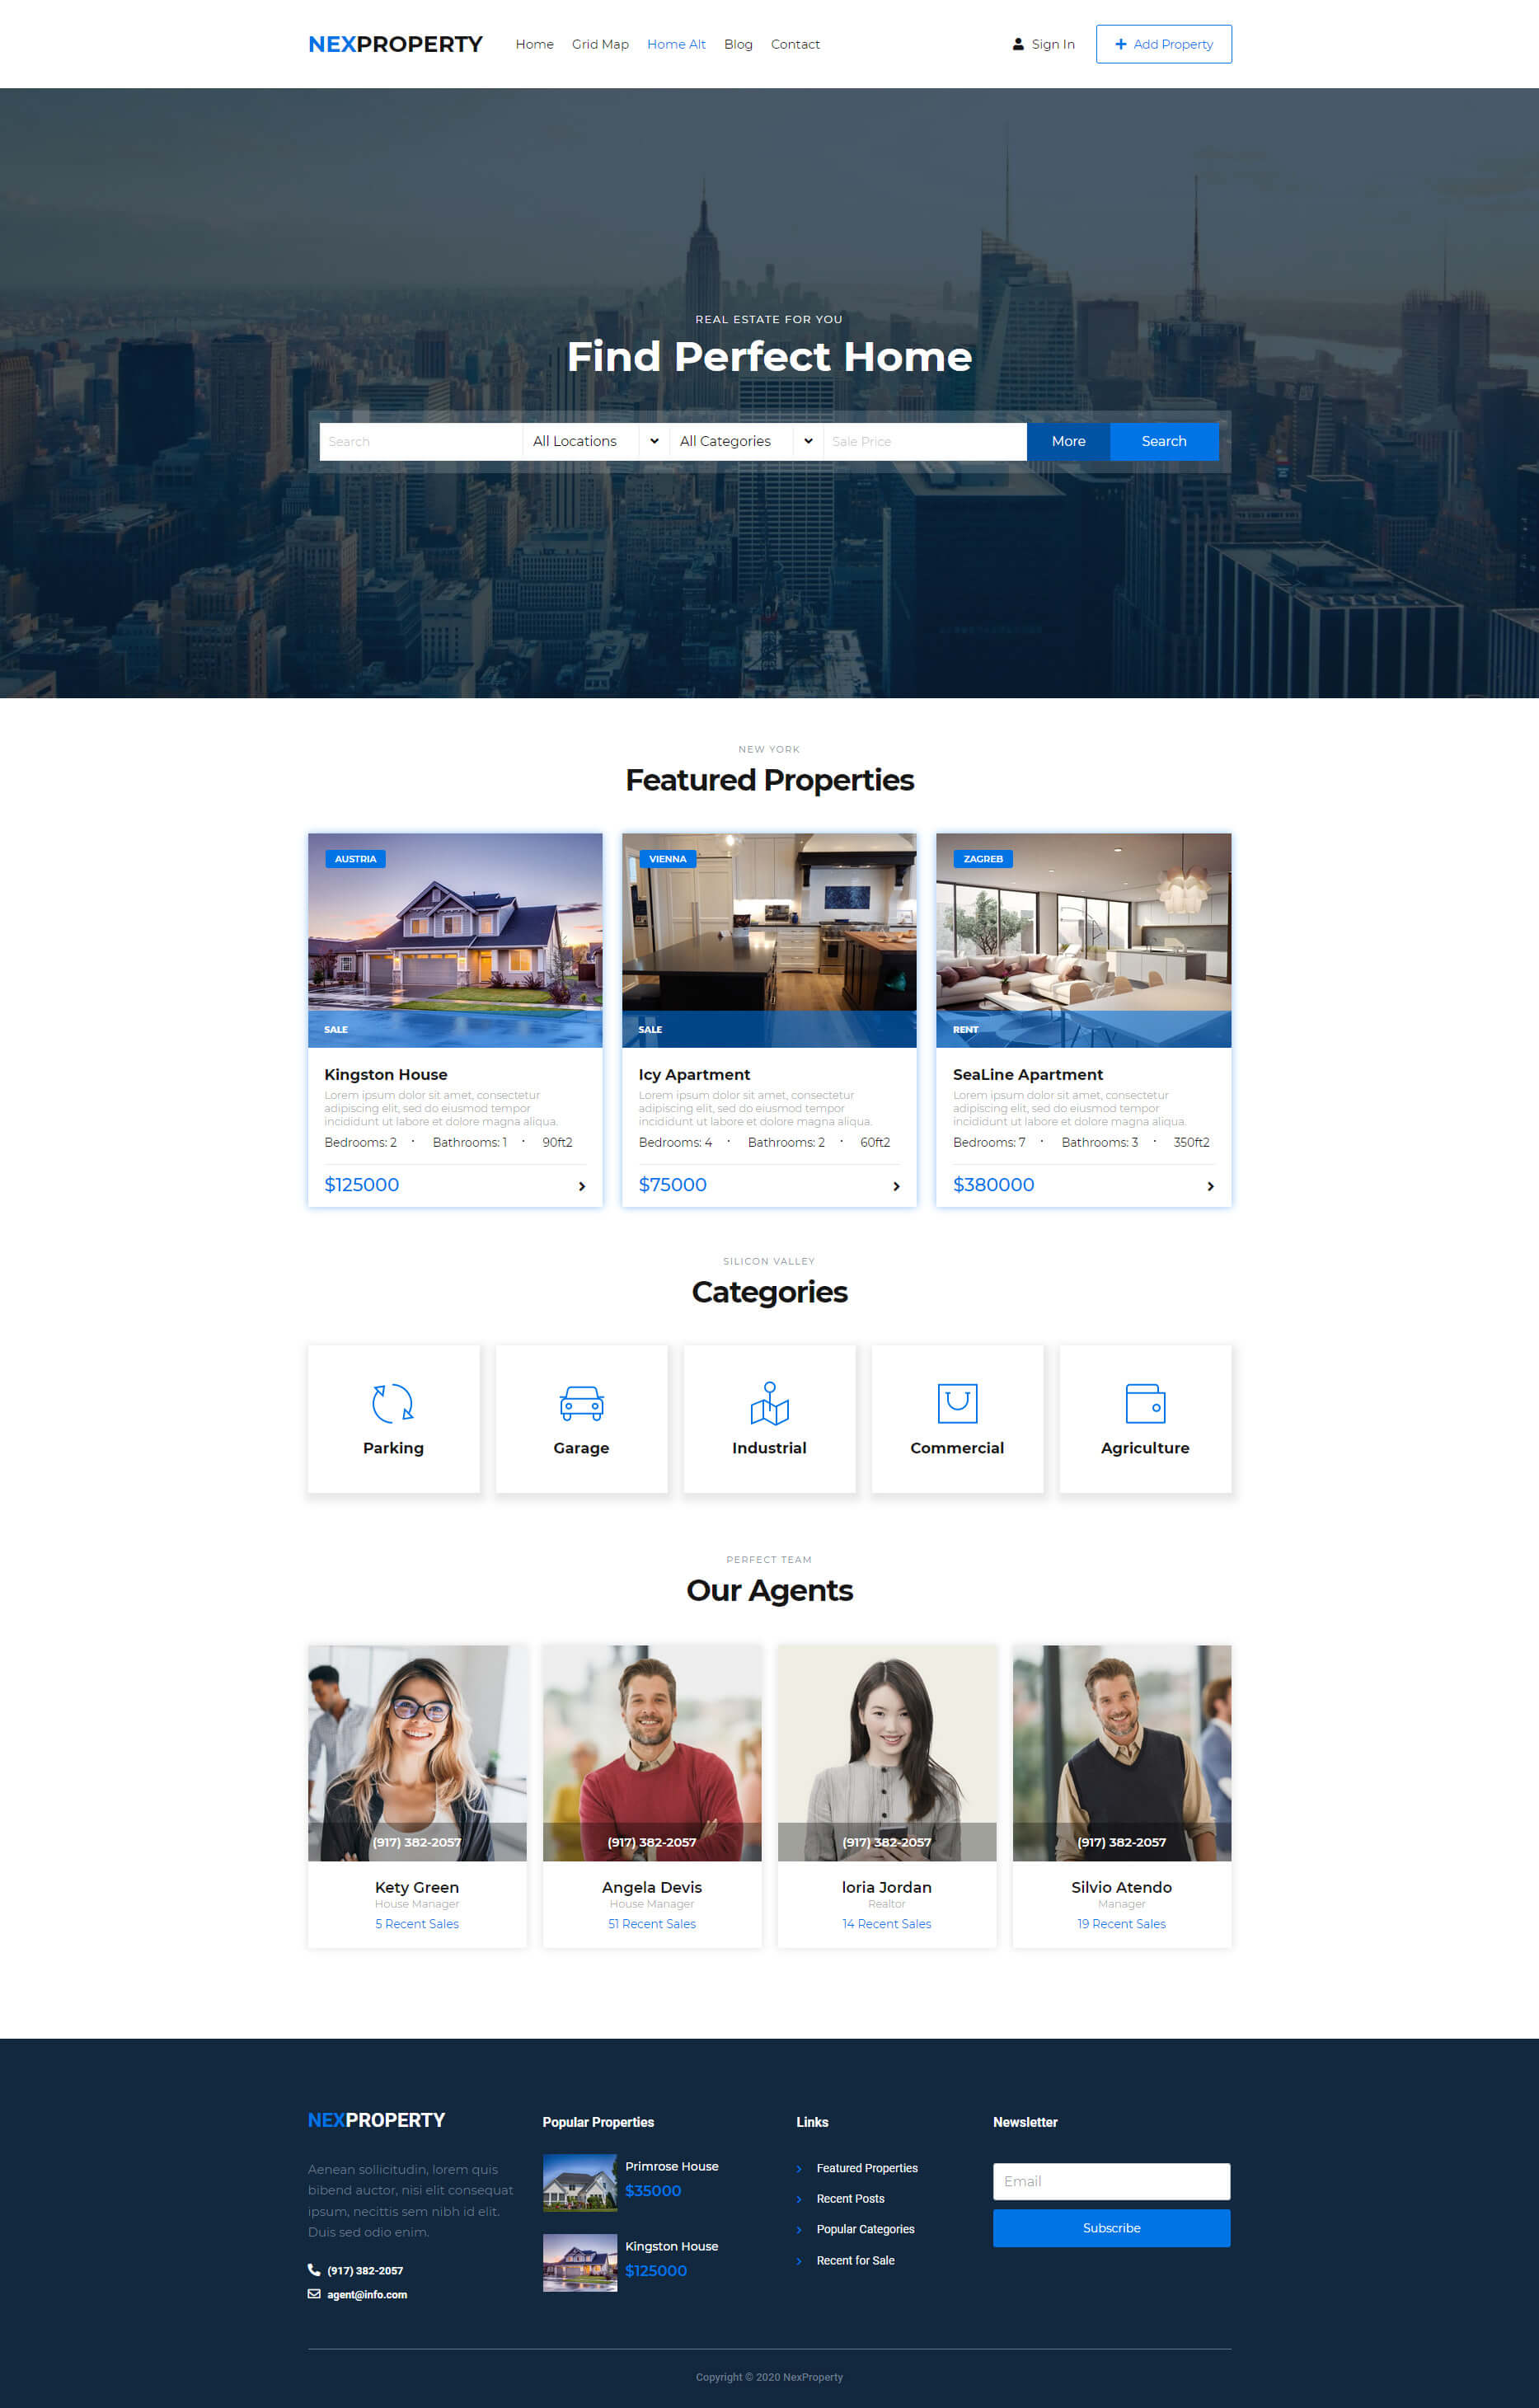 NEXPROPERTY Home Grid Map Home Alt Blog Contact Sign In Add Property
REAL ESTATE FOR YOU
Find Perfect Home
Search All Locations All Categories Sale Price More Search
NEW YORK
Featured Properties
AUSTRIA
SALE
Kingston House
Lorem ipsum dolor sit amet, consectetur
adipiscing elit, sed do eiusmod tempor
incididunt ut labore et dolore magna aliqua.
Bedrooms: 2 · Bathrooms: 1 · 90ft2
$125000
VIENNA
SALE
Icy Apartment
Lorem ipsum dolor sit amet, consectetur
adipiscing elit, sed do eiusmod tempor
incididunt ut labore et dolore magna aliqua.
Bedrooms: 4 · Bathrooms: 2 · 60ft2
$75000
ZAGREB
RENT
SeaLine Apartment
Lorem ipsum dolor sit amet, consectetur
adipiscing elit, sed do eiusmod tempor
incididunt ut labore et dolore magna aliqua.
Bedrooms: 7 · Bathrooms: 3 · 350ft2
$380000
SILICON VALLEY
Categories
Parking
Garage
Industrial
Commercial
Agriculture
PERFECT TEAM
Our Agents
(917) 382-2057
Kety Green
House Manager
5 Recent Sales
(917) 382-2057
Angela Devis
House Manager
51 Recent Sales
(917) 382-2057
loria Jordan
Realtor
14 Recent Sales
(917) 382-2057
Silvio Atendo
Manager
19 Recent Sales
NEXPROPERTY
Aenean sollicitudin, lorem quis
bibend auctor, nisi elit consequat
ipsum, necittis sem nibh id elit.
Duis sed odio enim.
(917) 382-2057
agent@info.com
Popular Properties
Primrose House
$35000
Kingston House
$125000
Links
Featured Properties
Recent Posts
Popular Categories
Recent for Sale
Newsletter
Email
Subscribe
Copyright © 2020 NexProperty